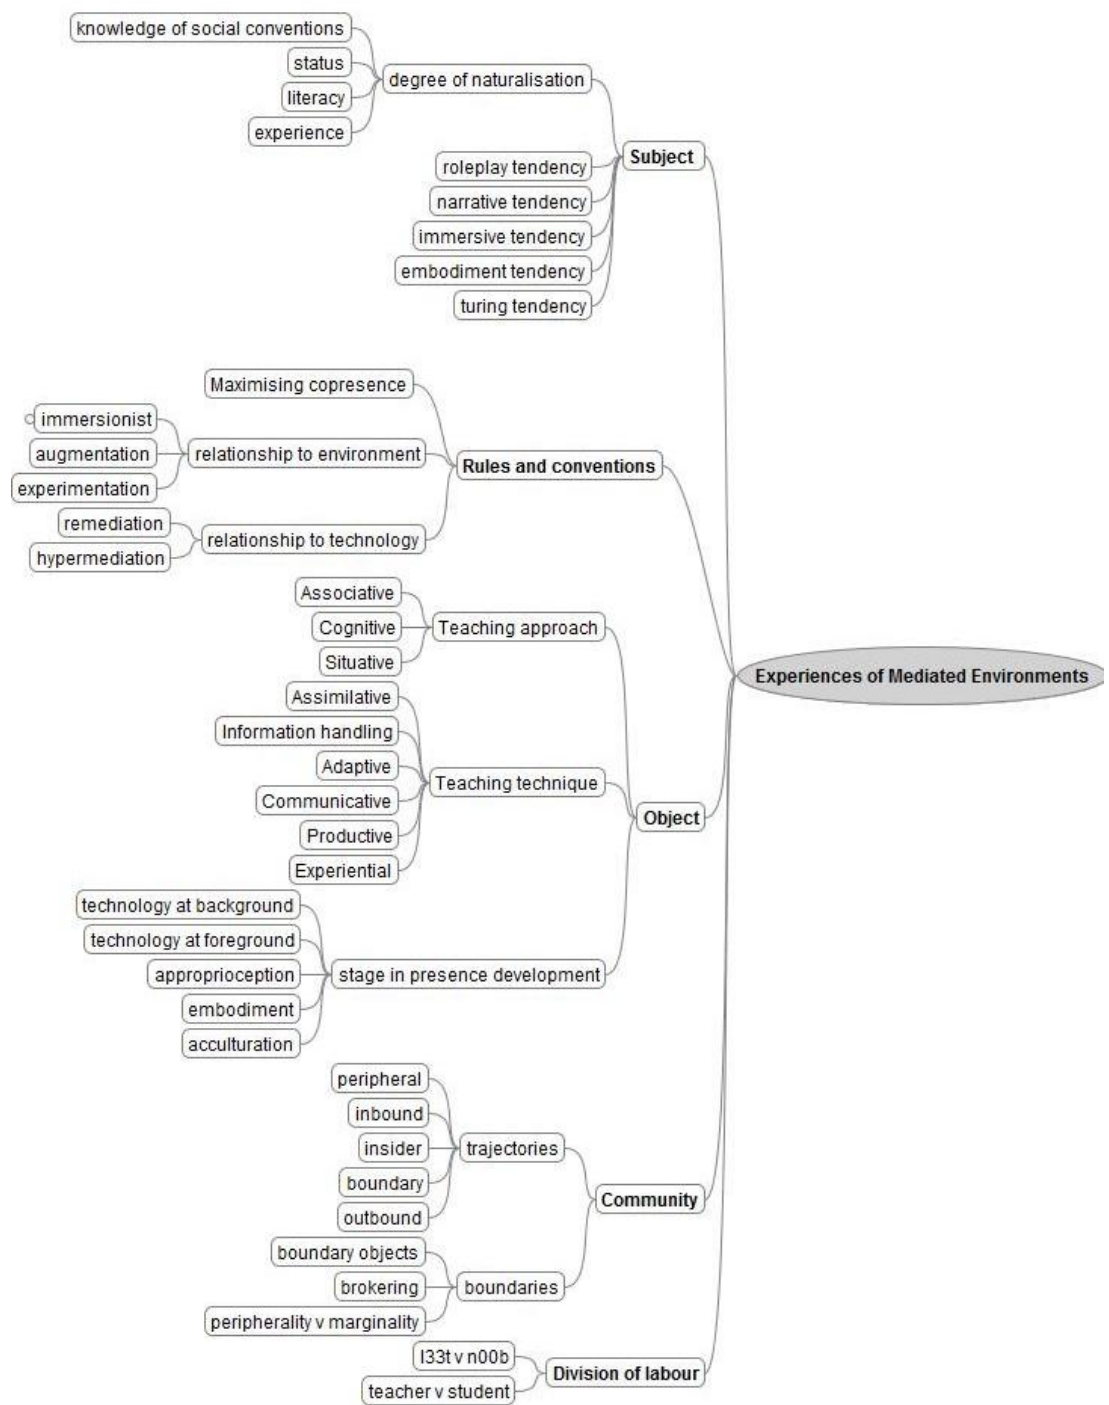 knowledge of social conventions
status
literacy
experience
degree of naturalisation
roleplay tendency
narrative tendency
immersive tendency
embodiment tendency
turing tendency
Subject
Maximising copresence
immersionist
augmentation
experimentation
relationship to environment
remediation
hypermediation
relationship to technology
Rules and conventions
Associative
Cognitive
Situative
Teaching approach
Assimilative
Information handling
Adaptive
Communicative
Productive
Experiential
Teaching technique
technology at background
technology at foreground
approprioception
embodiment
acculturation
stage in presence development
Object
peripheral
inbound
insider
boundary
outbound
trajectories
boundary objects
brokering
peripherality v marginality
boundaries
Community
l33t v n00b
teacher v student
Division of labour
Experiences of Mediated Environments